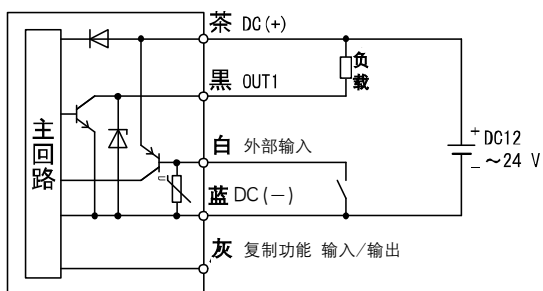 茶 DC(+)
黒 OUT1
负载
主回路
白 外部输入
+ DC12
- ～24 V
蓝 DC(-)
灰 复制功能 输入/输出